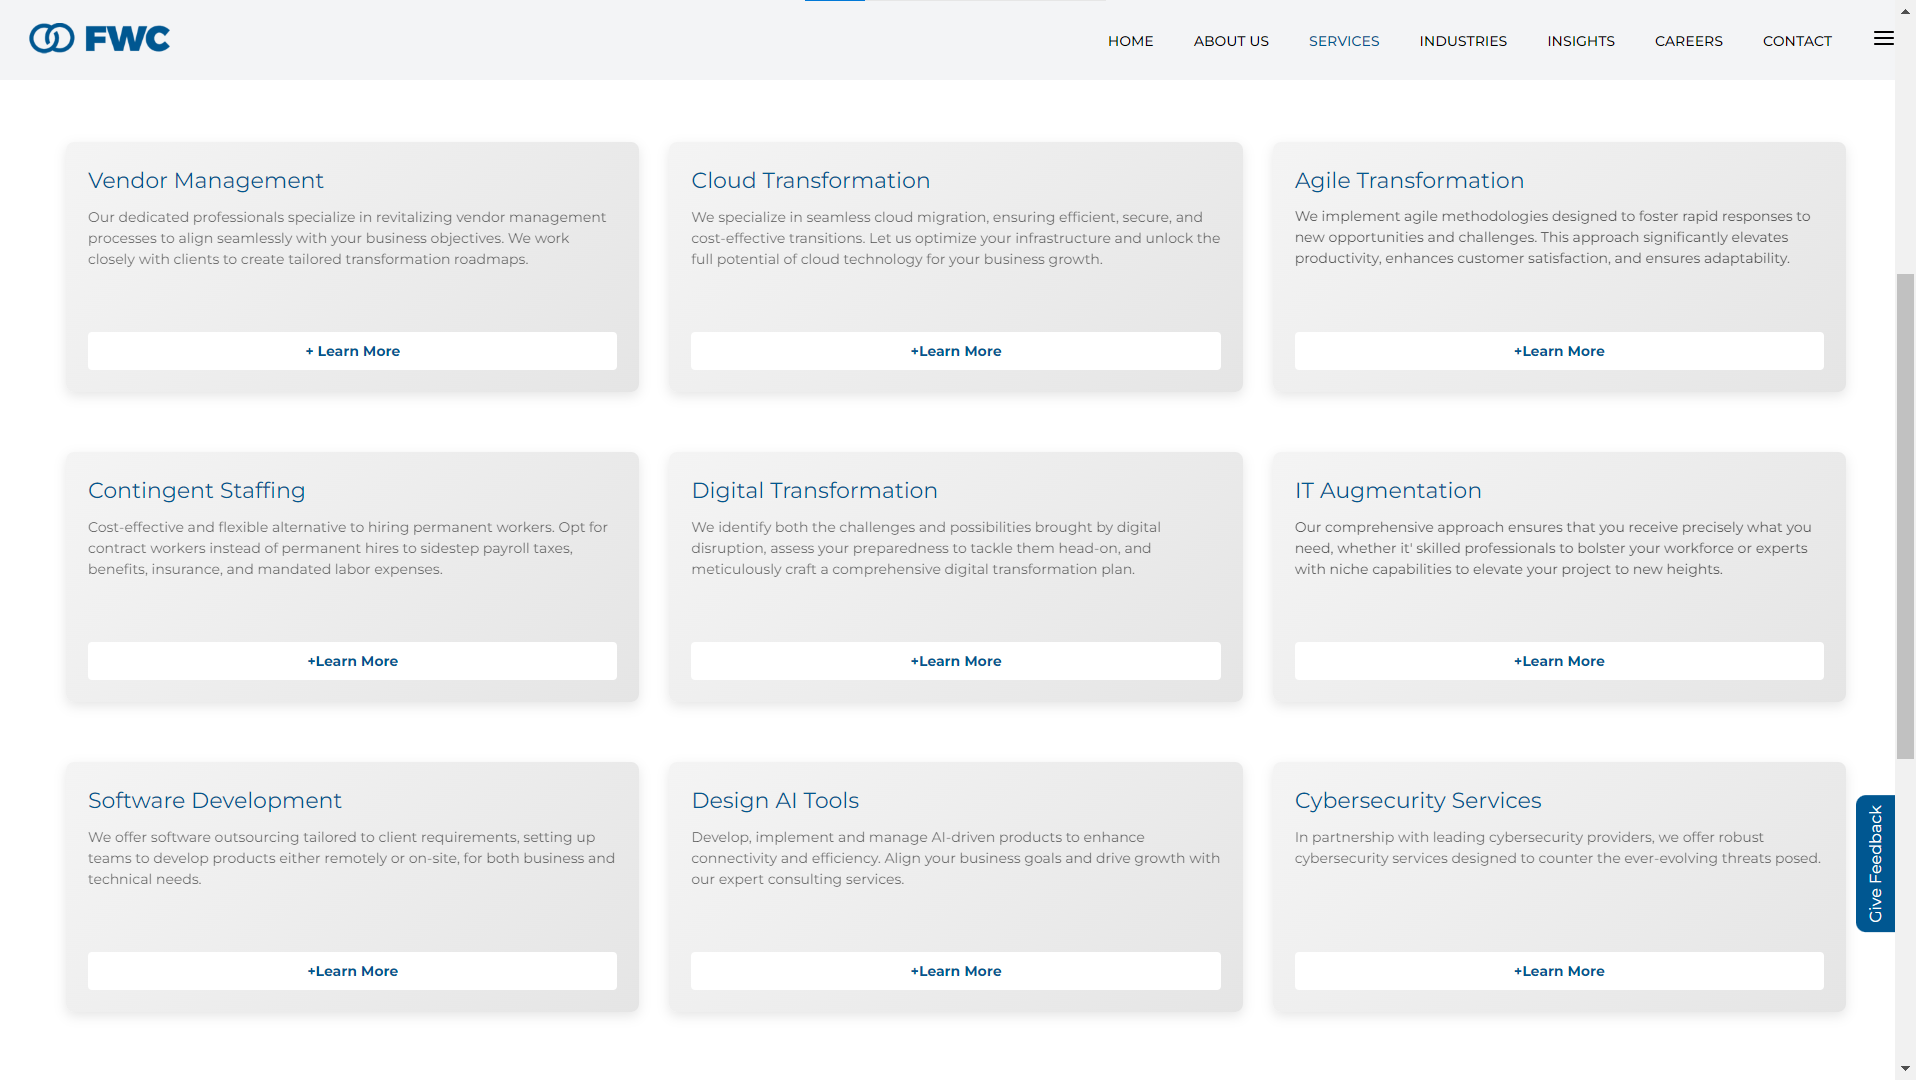 FWC
HOME
ABOUT US
SERVICES
INDUSTRIES
INSIGHTS
CAREERS
CONTACT
Vendor Management
Our dedicated professionals specialize in revitalizing vendor management
processes to align seamlessly with your business objectives. We work
closely with clients to create tailored transformation roadmaps.
+ Learn More
Cloud Transformation
We specialize in seamless cloud migration, ensuring efficient, secure, and
cost-effective transitions. Let us optimize your infrastructure and unlock the
full potential of cloud technology for your business growth.
+Learn More
Agile Transformation
We implement agile methodologies designed to foster rapid responses to
new opportunities and challenges. This approach significantly elevates
productivity, enhances customer satisfaction, and ensures adaptability.
+Learn More
Contingent Staffing
Cost-effective and flexible alternative to hiring permanent workers. Opt for
contract workers instead of permanent hires to sidestep payroll taxes,
benefits, insurance, and mandated labor expenses.
+Learn More
Digital Transformation
We identify both the challenges and possibilities brought by digital
disruption, assess your preparedness to tackle them head-on, and
meticulously craft a comprehensive digital transformation plan.
+Learn More
IT Augmentation
Our comprehensive approach ensures that you receive precisely what you
need, whether it' skilled professionals to bolster your workforce or experts
with niche capabilities to elevate your project to new heights.
+Learn More
Software Development
We offer software outsourcing tailored to client requirements, setting up
teams to develop products either remotely or on-site, for both business and
technical needs.
+Learn More
Design AI Tools
Develop, implement and manage AI-driven products to enhance
connectivity and efficiency. Align your business goals and drive growth with
our expert consulting services.
+Learn More
Cybersecurity Services
In partnership with leading cybersecurity providers, we offer robust
cybersecurity services designed to counter the ever-evolving threats posed.
+Learn More
Give Feedback